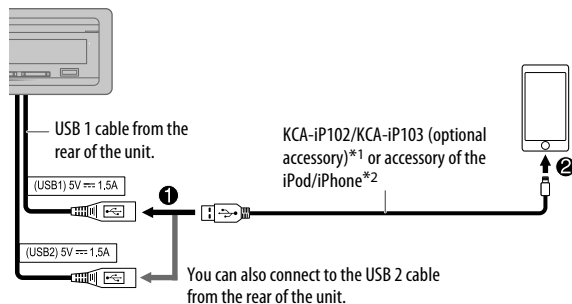 USB 1 cable from the
rear of the unit.
KCA-iP102/KCA-iP103 (optional
accessory)*1 or accessory of the
iPod/iPhone*2
(USB1) 5V ⎓ 1,5A
(USB2) 5V ⎓ 1,5A
❶
❷
You can also connect to the USB 2 cable
from the rear of the unit.